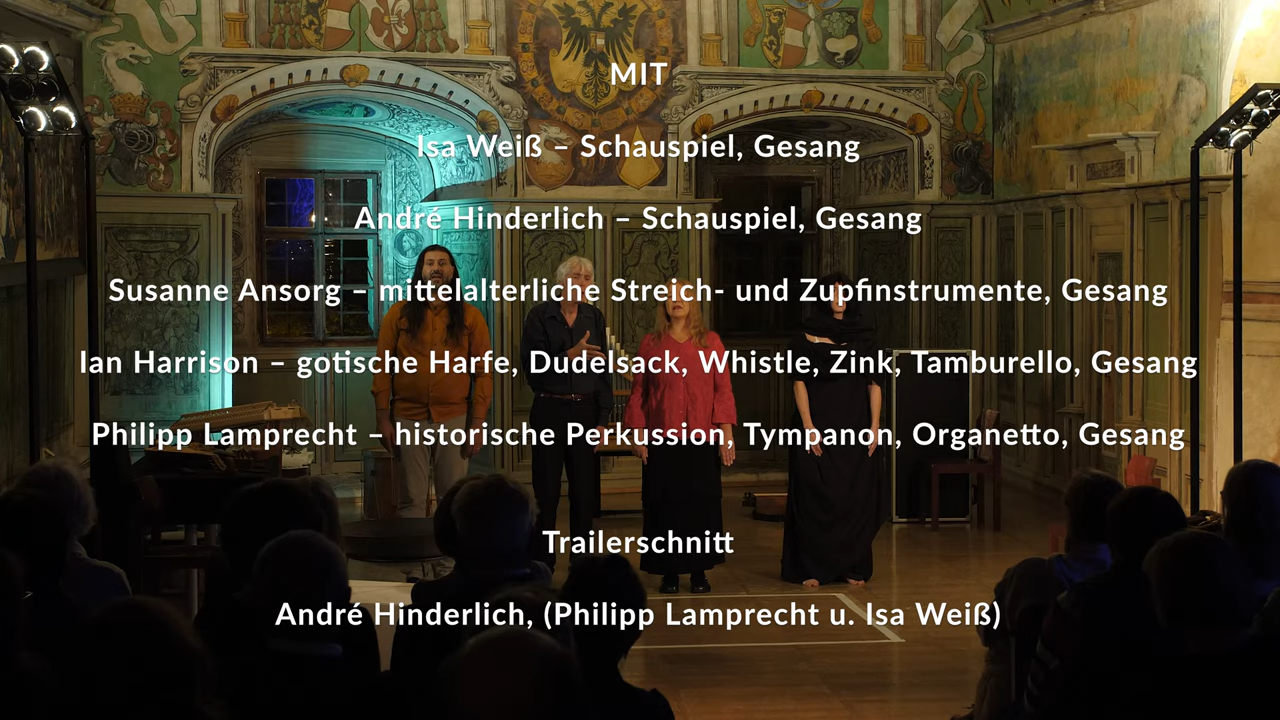 MIT
Isa Weiß – Schauspiel, Gesang
André Hinderlich – Schauspiel, Gesang
Susanne Ansorg – mittelalterliche Streich- und Zupfinstrumente, Gesang
Ian Harrison – gotische Harfe, Dudelsack, Whistle, Zink, Tamburello, Gesang
Philipp Lamprecht – historische Perkussion, Tympanon, Organetto, Gesang
Trailerschnitt
André Hinderlich, (Philipp Lamprecht u. Isa Weiß)